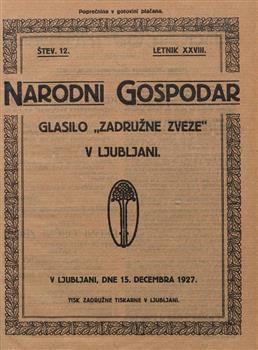 Poprečnina v gotovini plačana.
ŠTEV. 12. LETNIK XXVIII.
NARODNI GOSPODAR
GLASILO „ZADRUŽNE ZVEZE“
V LJUBLJANI.
V LJUBLJANI, DNE 15. DECEMBRA 1927.
TISK ZADRUŽNE TISKARNE V LJUBLJANI.